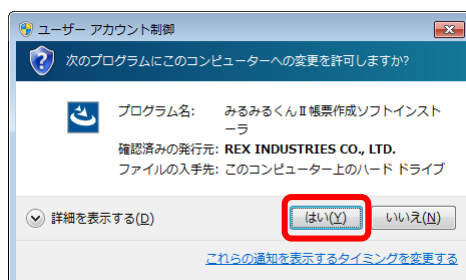 ユーザー アカウント制御
次のプログラムにこのコンピューターへの変更を許可しますか?
プログラム名: みるみるくんⅡ帳票作成ソフトインスト
ーラ
確認済みの発行元: REX INDUSTRIES CO., LTD.
ファイルの入手先: このコンピューター上のハード ドライブ
詳細を表示する(D) はい(Y) いいえ(N)
これらの通知を表示するタイミングを変更する